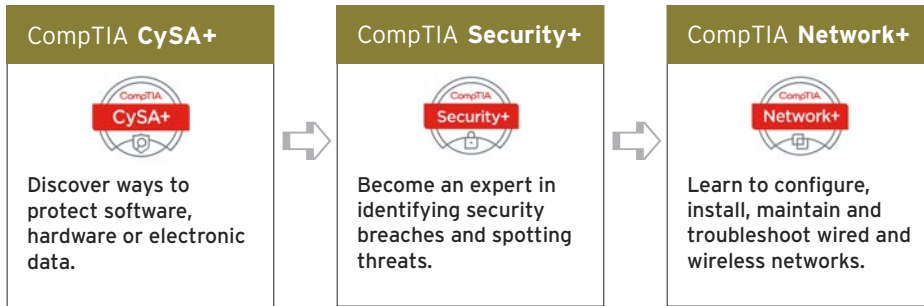 CompTIA CySA+
CompTIA
CySA+
Discover ways to
protect software,
hardware or electronic
data.
CompTIA Security+
CompTIA
Security+
Become an expert in
identifying security
breaches and spotting
threats.
CompTIA Network+
CompTIA
Network+
Learn to configure,
install, maintain and
troubleshoot wired and
wireless networks.